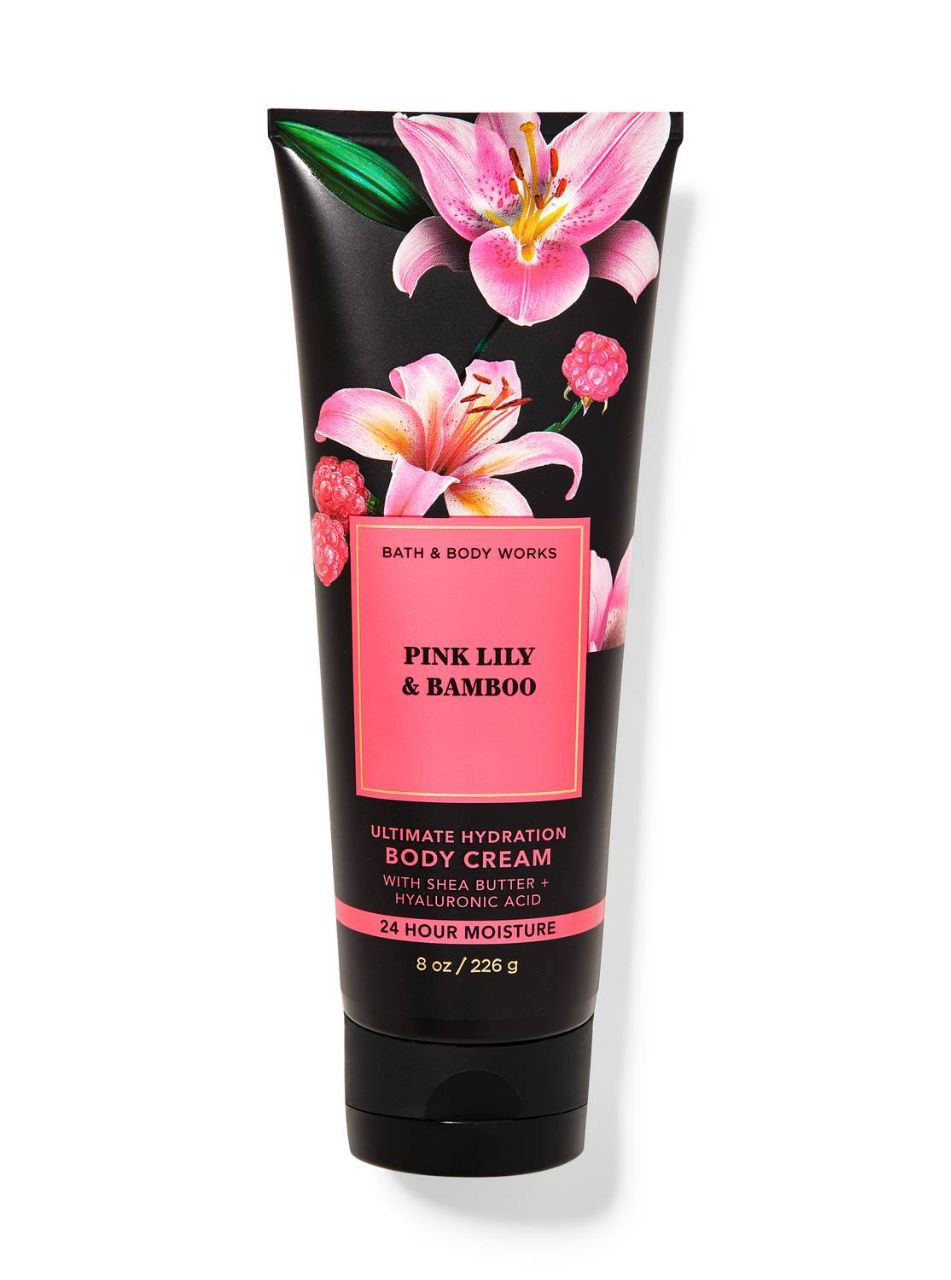 BATH & BODY WORKS
PINK LILY
& BAMBOO
ULTIMATE HYDRATION
BODY CREAM
WITH SHEA BUTTER +
HYALURONIC ACID
24 HOUR MOISTURE
8 oz / 226 g